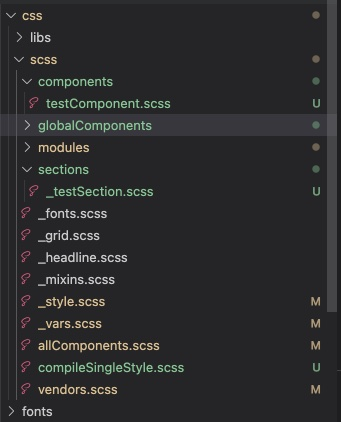 css
libs
scss
components
testComponent.scss U
globalComponents
modules
sections
_testSection.scss U
_fonts.scss
_grid.scss
_headline.scss
_mixins.scss
_style.scss M
_vars.scss M
allComponents.scss M
compileSingleStyle.scss U
vendors.scss M
fonts